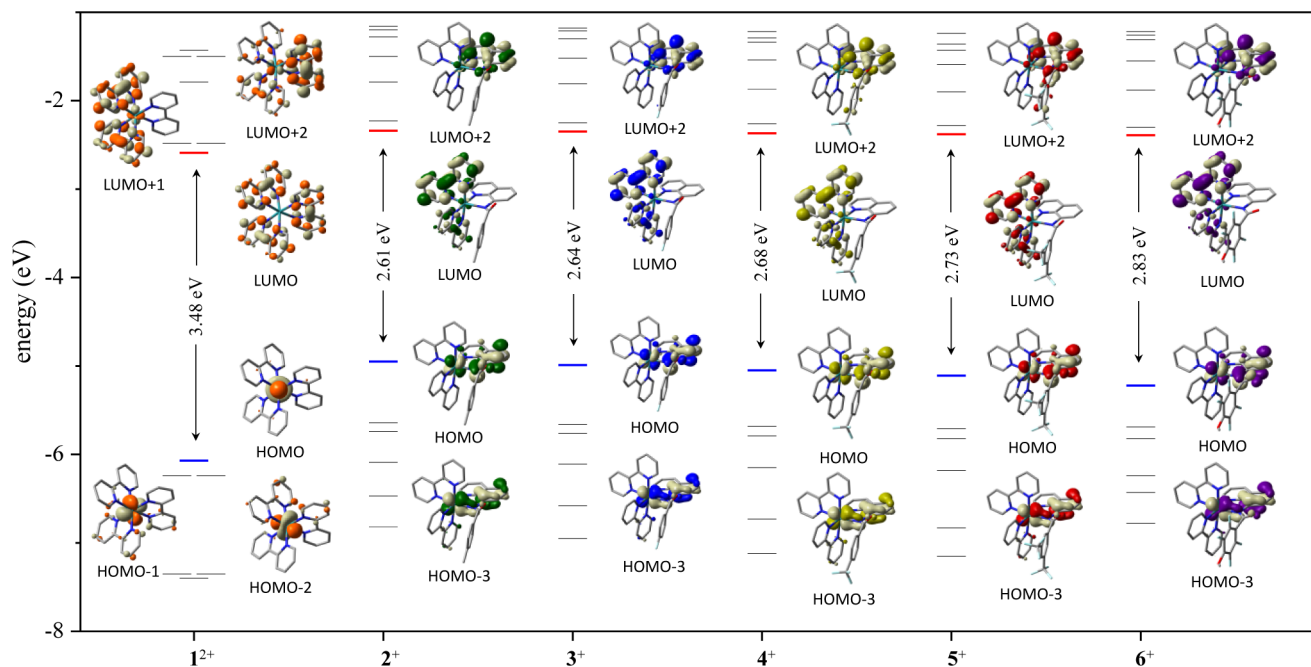 energy (eV)
-2
-4
-6
-8
LUMO+1
LUMO+2
LUMO
3.48 eV
HOMO
HOMO-1
HOMO-2
1²⁺
LUMO+2
LUMO
2.61 eV
HOMO
HOMO-3
2⁺
LUMO+2
LUMO
2.64 eV
HOMO
HOMO-3
3⁺
LUMO+2
LUMO
2.68 eV
HOMO
HOMO-3
4⁺
LUMO+2
LUMO
2.73 eV
HOMO
HOMO-3
5⁺
LUMO+2
LUMO
2.83 eV
HOMO
HOMO-3
6⁺